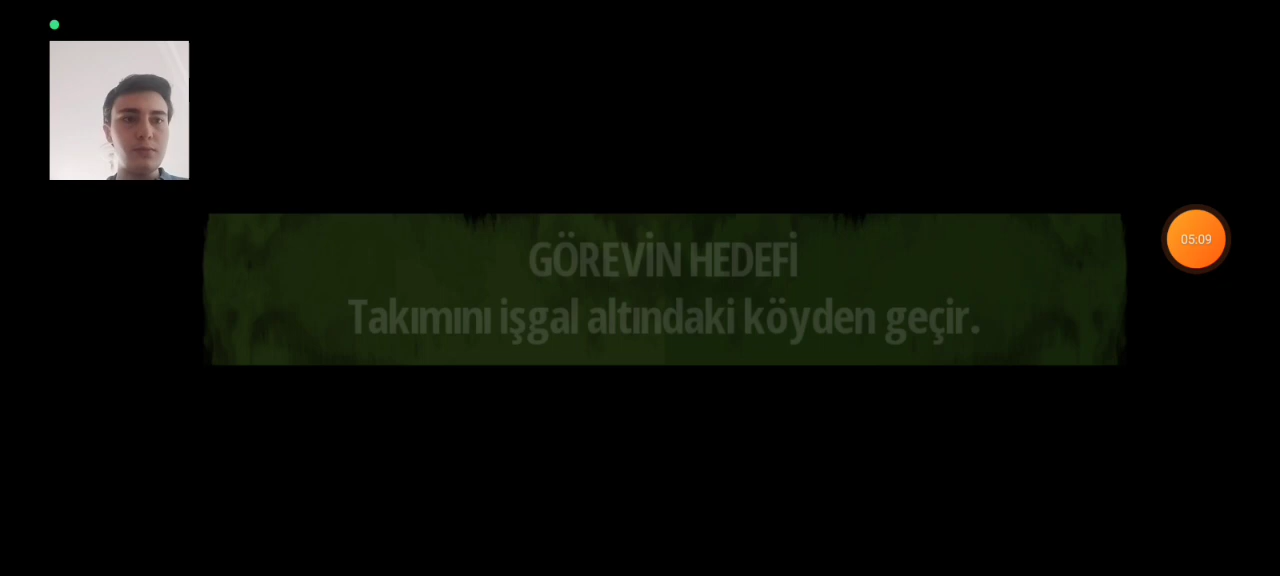 GÖREVİN HEDEFİ
Takımını işgal altındaki köyden geçir.
05:09